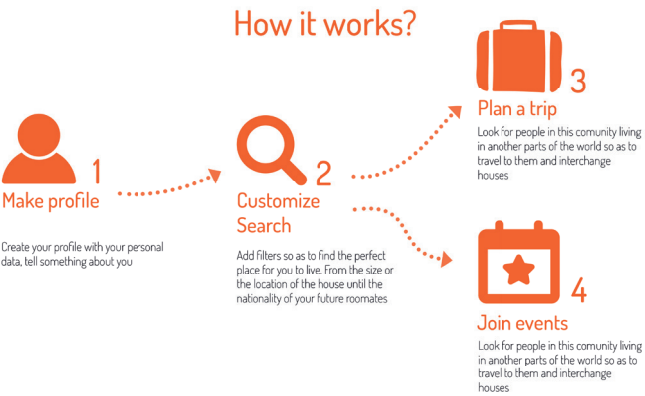 How it works?
1
Make profile
Create your profile with your personal
data, tell something about you
2
Customize
Search
Add filters so as to find the perfect
place for you to live. From the size or
the location of the house until the
nationality of your future roomates
3
Plan a trip
Look for people in this comunity living
in another parts of the world so as to
travel to them and interchange
houses
4
Join events
Look for people in this comunity living
in another parts of the world so as to
travel to them and interchange
houses